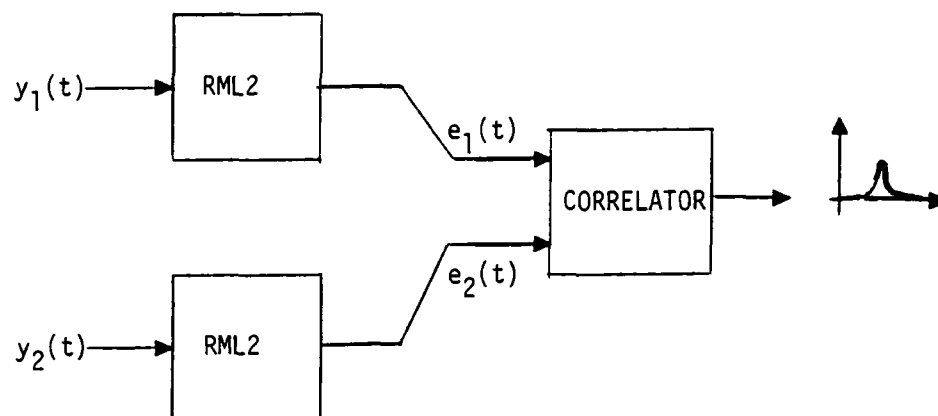 y₁(t)
RML2
e₁(t)
CORRELATOR
e₂(t)
y₂(t)
RML2